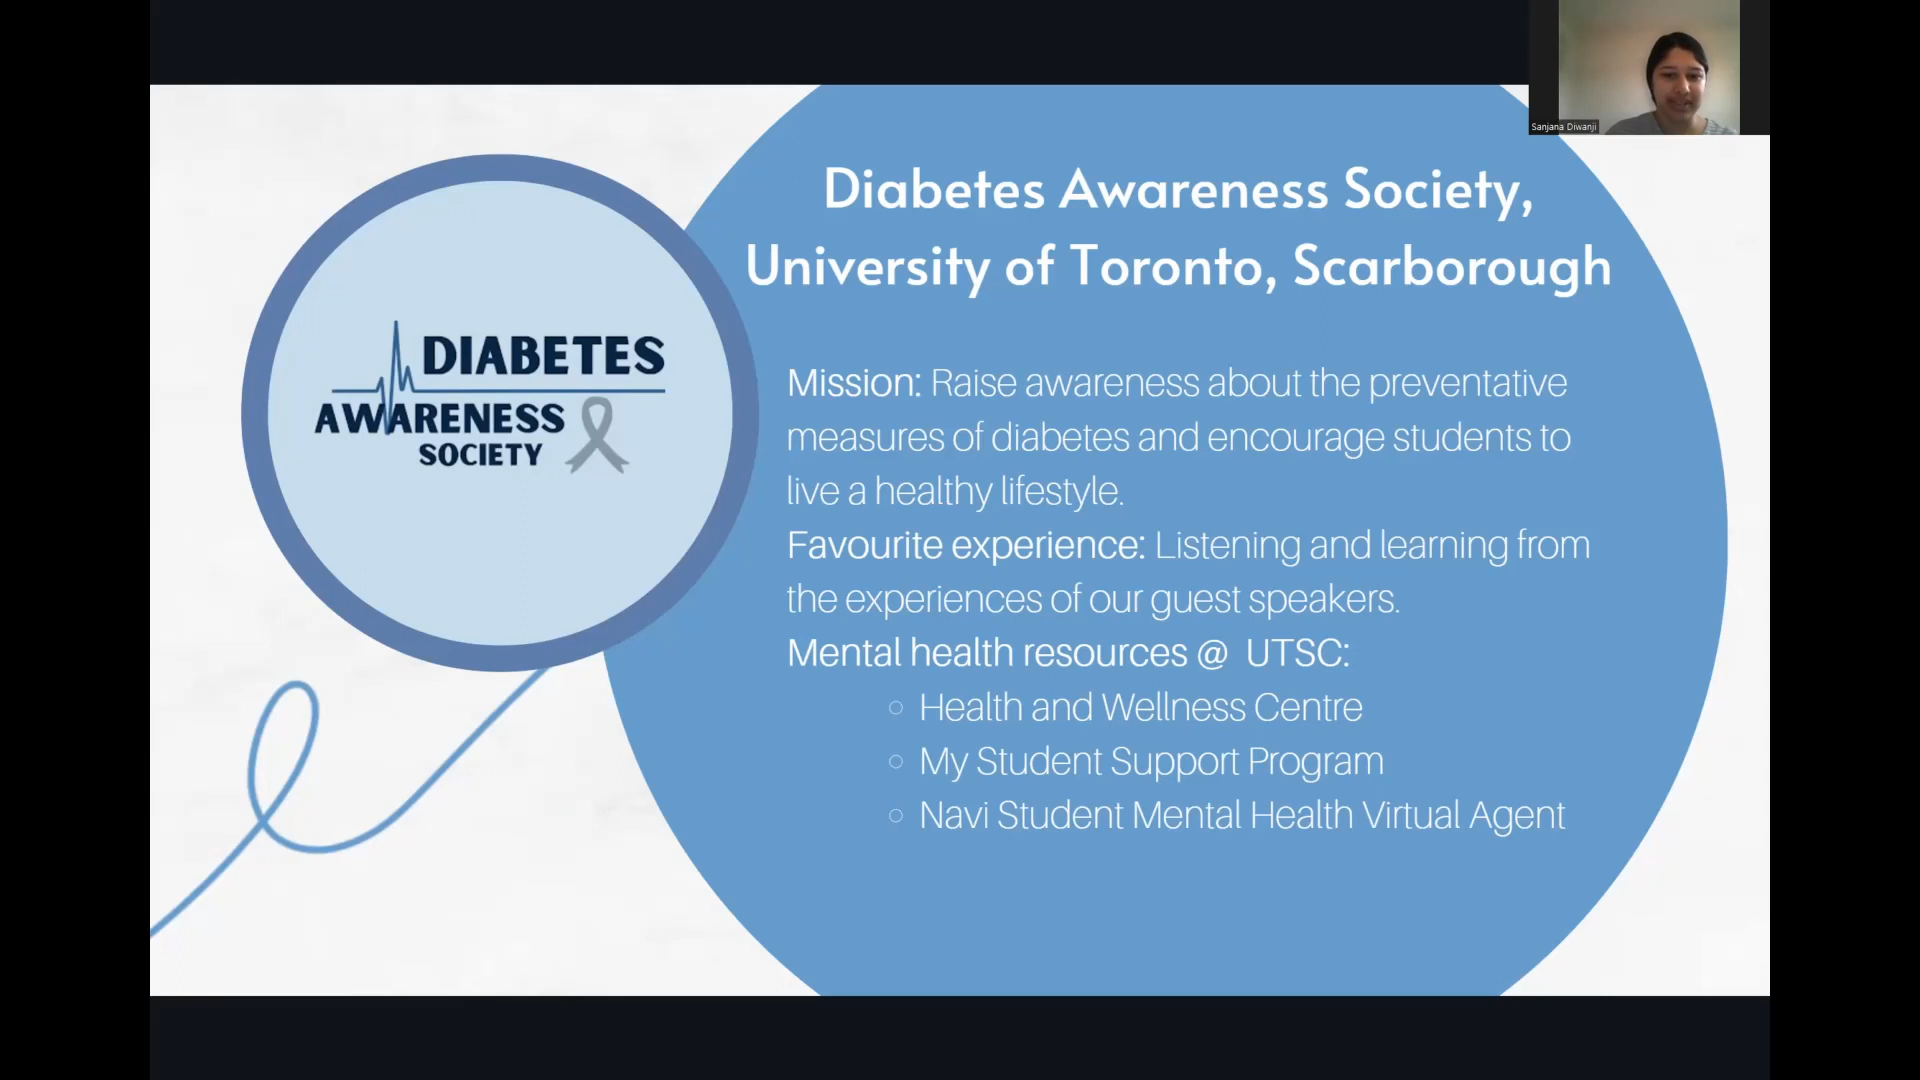 Sanjana Diwanji
Diabetes Awareness Society,
University of Toronto, Scarborough
DIABETES
AWARENESS
SOCIETY
Mission: Raise awareness about the preventative
measures of diabetes and encourage students to
live a healthy lifestyle.
Favourite experience: Listening and learning from
the experiences of our guest speakers.
Mental health resources @ UTSC:
Health and Wellness Centre
My Student Support Program
Navi Student Mental Health Virtual Agent